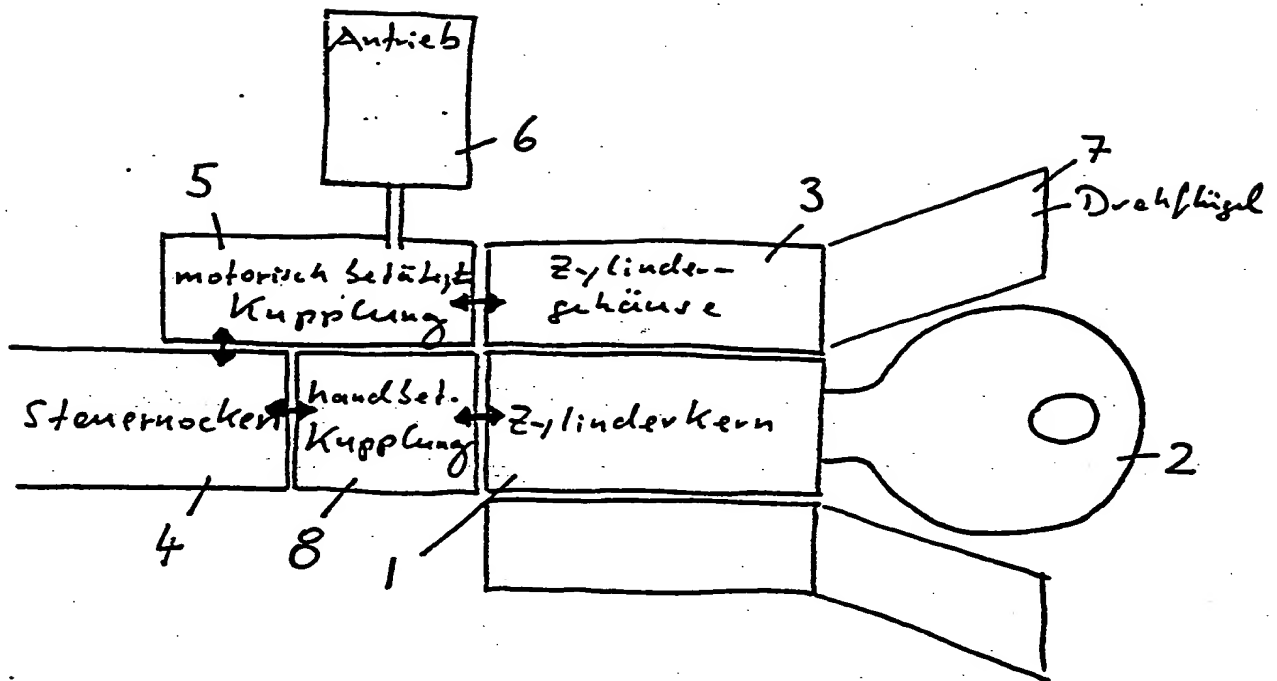 Antrieb
6
7
Drehflügel
5
3
motorisch betätigt
Kupplung
Zylinder-
gehäuse
Steuernocken
handbet.
Kupplung
Zylinderkern
2
4
8
1